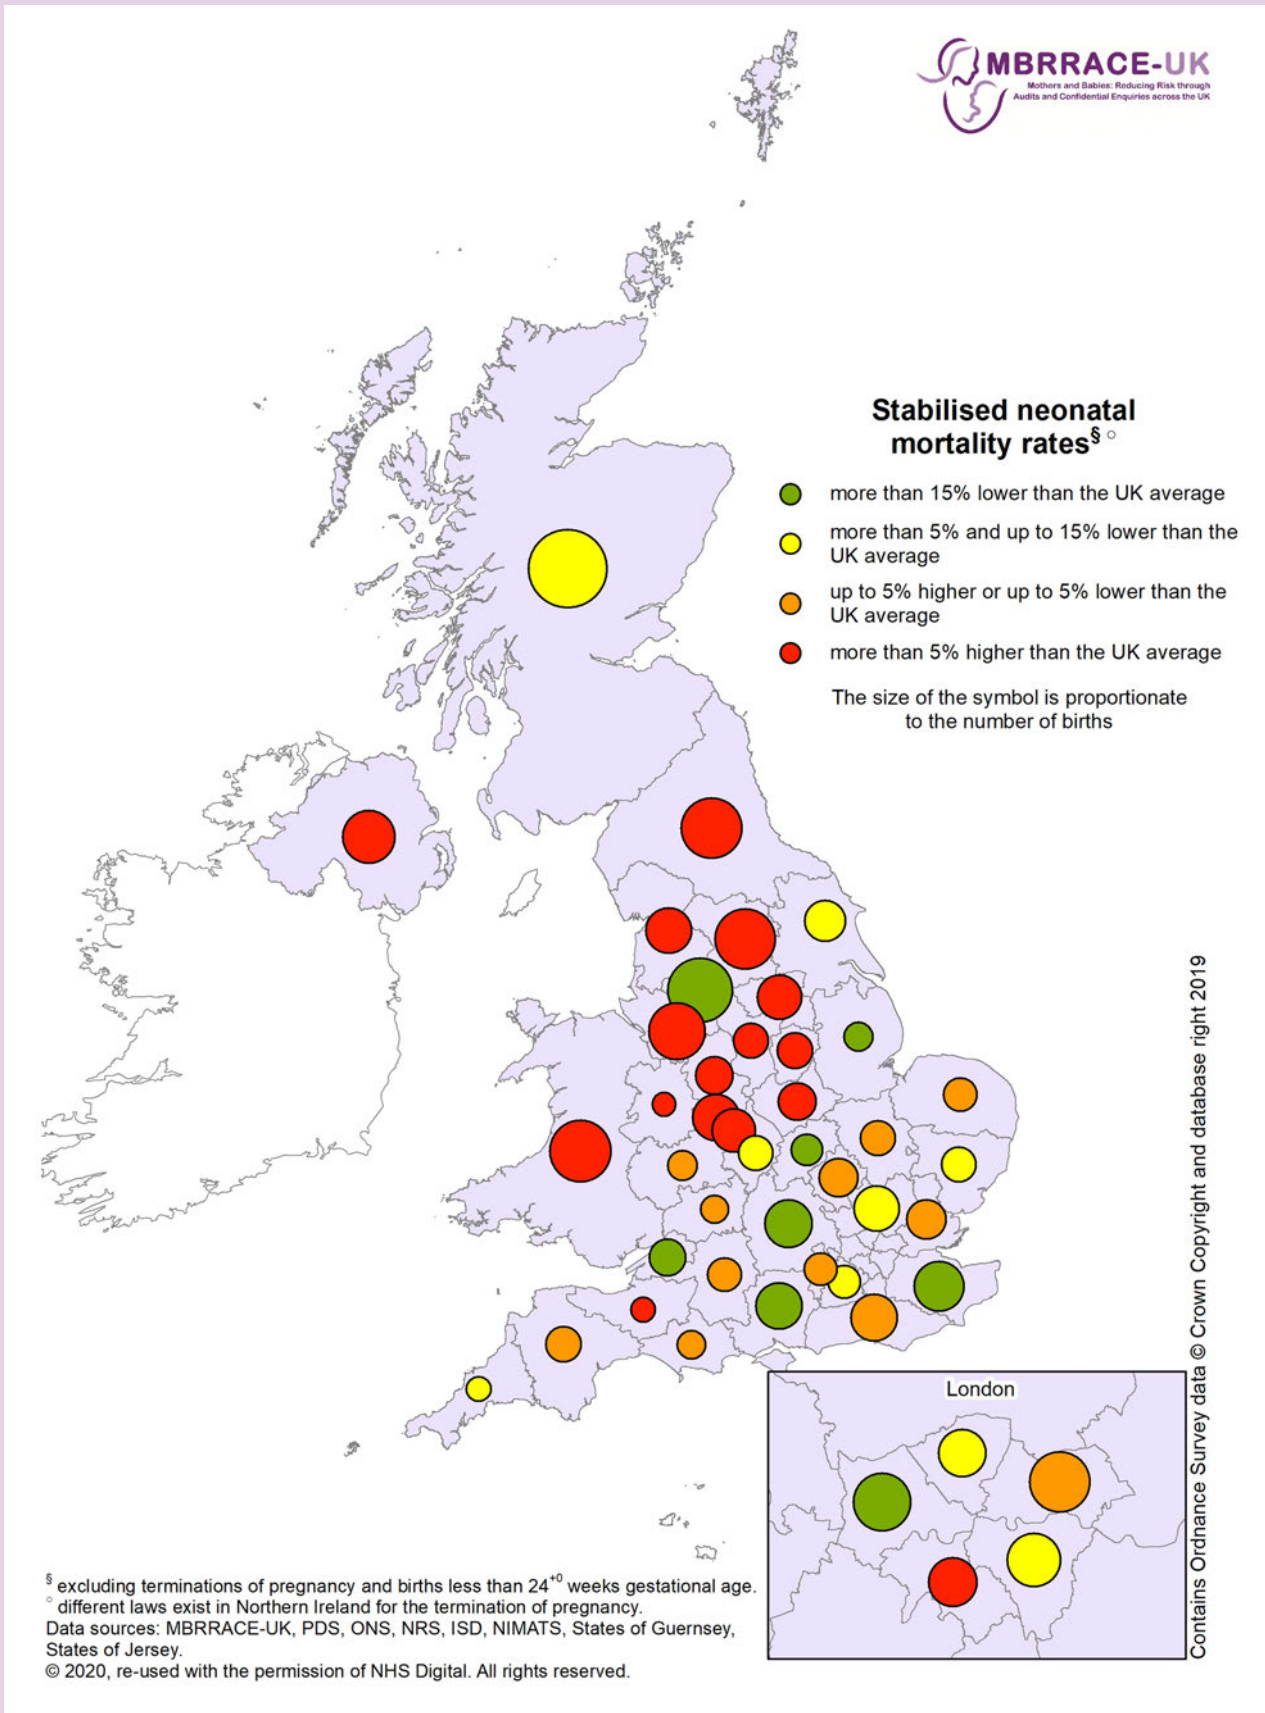 MBRRACE-UK
Mothers and Babies: Reducing Risk through
Audits and Confidential Enquiries across the UK
Stabilised neonatal
mortality rates§ °
more than 15% lower than the UK average
more than 5% and up to 15% lower than the
UK average
up to 5% higher or up to 5% lower than the
UK average
more than 5% higher than the UK average
The size of the symbol is proportionate
to the number of births
London
Contains Ordnance Survey data © Crown Copyright and database right 2019
§ excluding terminations of pregnancy and births less than 24+0 weeks gestational age.
° different laws exist in Northern Ireland for the termination of pregnancy.
Data sources: MBRRACE-UK, PDS, ONS, NRS, ISD, NIMATS, States of Guernsey,
States of Jersey.
© 2020, re-used with the permission of NHS Digital. All rights reserved.